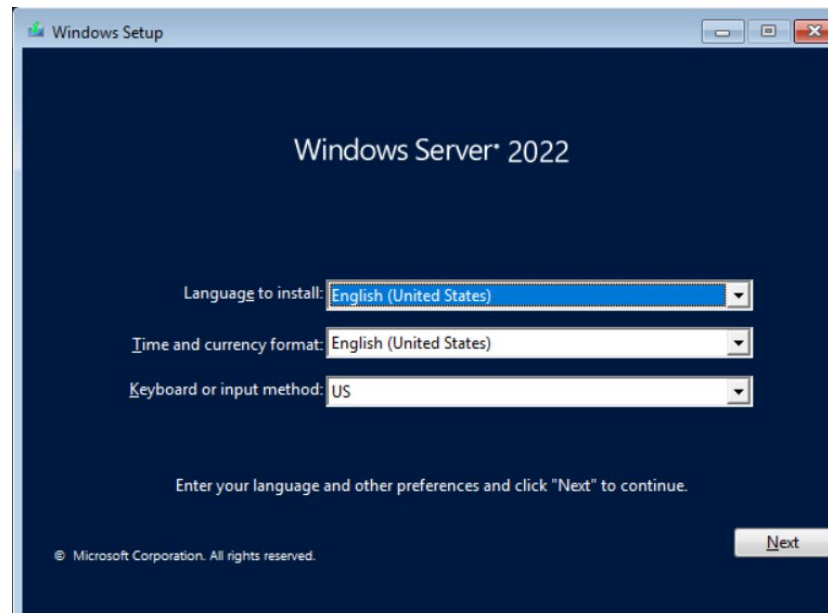 Windows Setup
Windows Server 2022
Language to install: English (United States)
Time and currency format: English (United States)
Keyboard or input method: US
Enter your language and other preferences and click "Next" to continue.
Next
© Microsoft Corporation. All rights reserved.